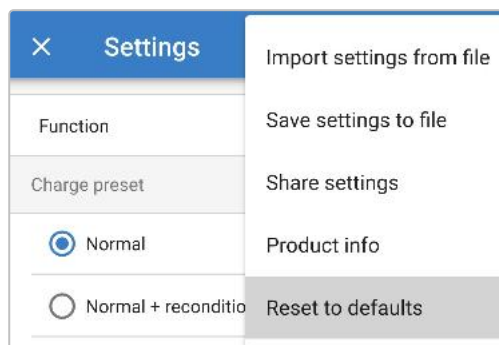 Settings
Function
Charge preset
Normal
Normal + reconditio
Import settings from file
Save settings to file
Share settings
Product info
Reset to defaults